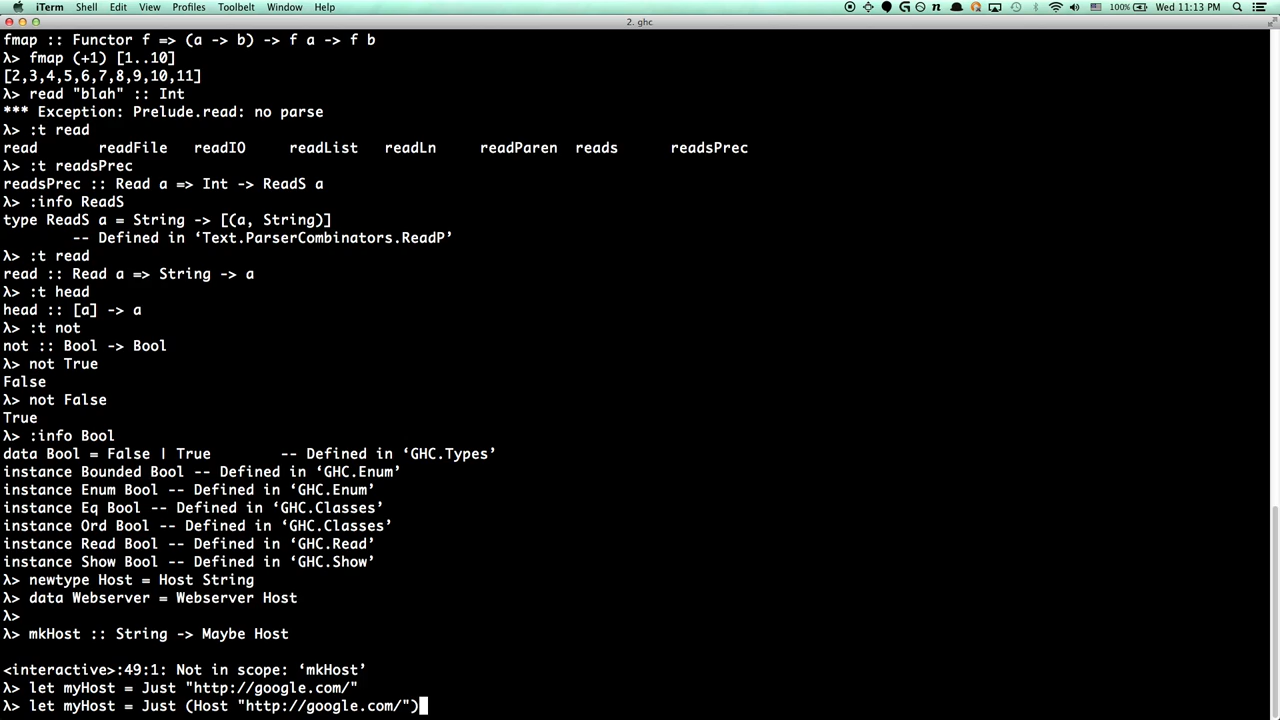 iTerm Shell Edit View Profiles Toolbelt Window Help 100% Wed 11:13 PM
2. ghc
fmap :: Functor f => (a -> b) -> f a -> f b
λ> fmap (+1) [1..10]
[2,3,4,5,6,7,8,9,10,11]
λ> read "blah" :: Int
*** Exception: Prelude.read: no parse
λ> :t read
read readFile readIO readList readLn readParen reads readsPrec
λ> :t readsPrec
readsPrec :: Read a => Int -> ReadS a
λ> :info ReadS
type ReadS a = String -> [(a, String)]
-- Defined in ‘Text.ParserCombinators.ReadP’
λ> :t read
read :: Read a => String -> a
λ> :t head
head :: [a] -> a
λ> :t not
not :: Bool -> Bool
λ> not True
False
λ> not False
True
λ> :info Bool
data Bool = False | True -- Defined in ‘GHC.Types’
instance Bounded Bool -- Defined in ‘GHC.Enum’
instance Enum Bool -- Defined in ‘GHC.Enum’
instance Eq Bool -- Defined in ‘GHC.Classes’
instance Ord Bool -- Defined in ‘GHC.Classes’
instance Read Bool -- Defined in ‘GHC.Read’
instance Show Bool -- Defined in ‘GHC.Show’
λ> newtype Host = Host String
λ> data Webserver = Webserver Host
λ>
λ> mkHost :: String -> Maybe Host
<interactive>:49:1: Not in scope: ‘mkHost’
λ> let myHost = Just "http://google.com/"
λ> let myHost = Just (Host "http://google.com/")